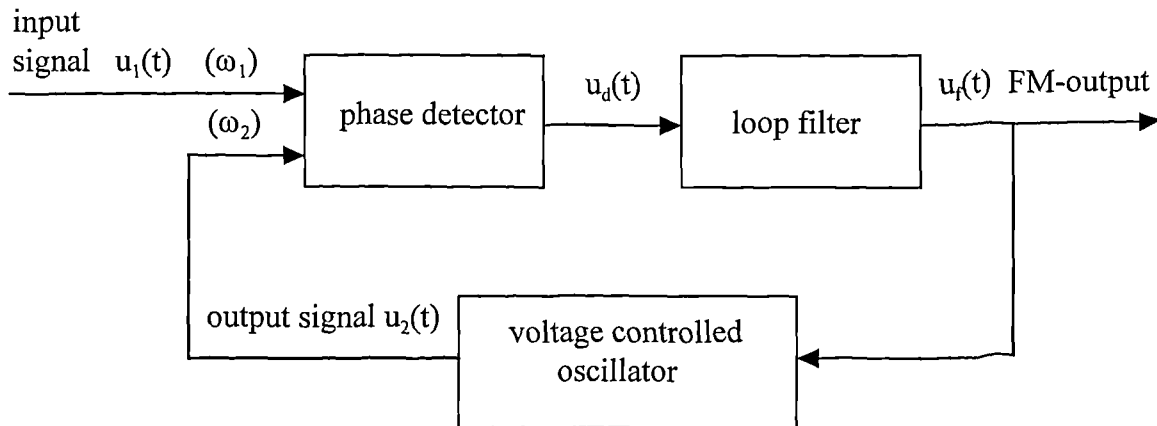 input
signal u₁(t) (ω₁)
(ω₂)
phase detector
u_d(t)
loop filter
u_f(t) FM-output
output signal u₂(t)
voltage controlled
oscillator